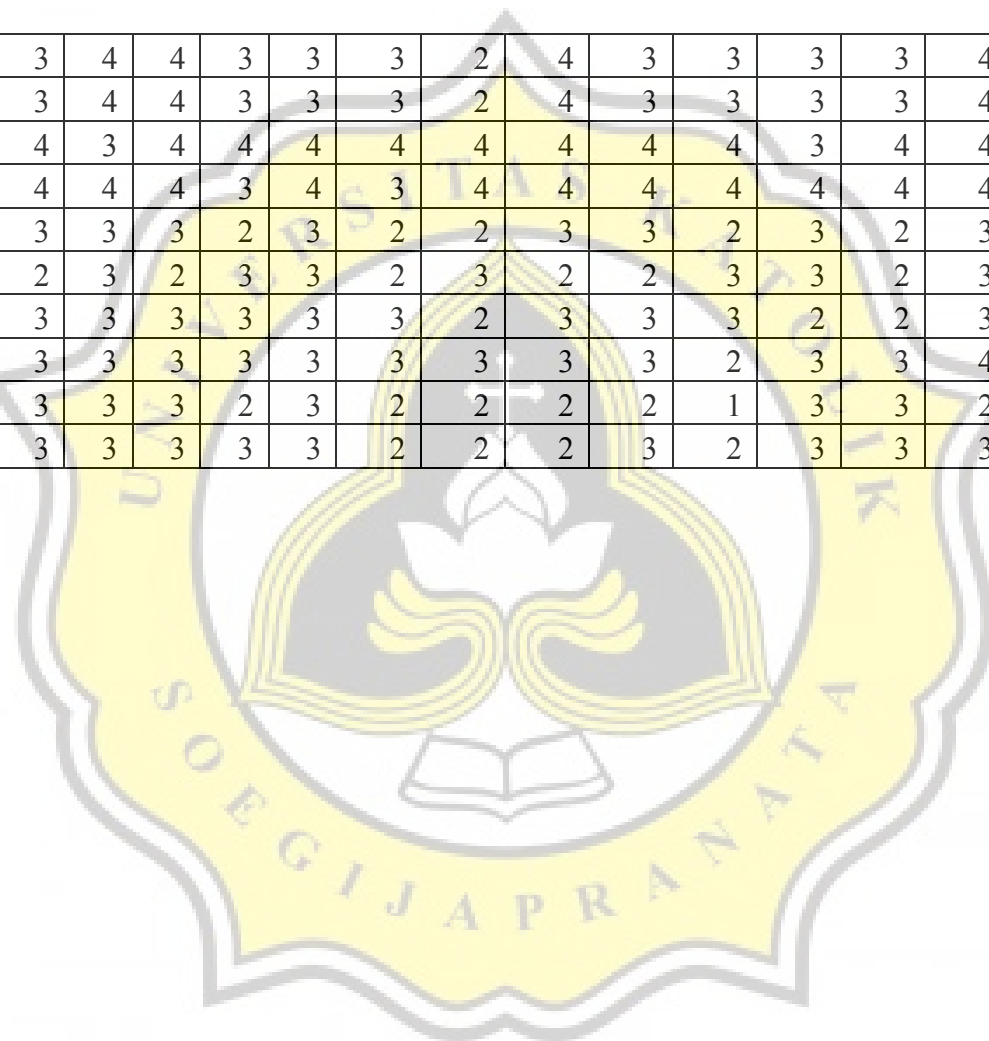 3 4 4 3 3 3 2 4 3 3 3 3 4
3 4 4 3 3 3 2 4 3 3 3 3 4
4 3 4 4 4 4 4 4 4 4 3 4 4
4 4 4 3 4 3 4 4 4 4 4 4 4
3 3 3 2 3 2 2 3 3 2 3 2 3
2 3 2 3 3 2 3 2 2 3 3 2 3
3 3 3 3 3 3 2 3 3 3 2 2 3
3 3 3 3 3 3 3 3 3 2 3 3 4
3 3 3 2 3 2 2 2 2 1 3 3 2
3 3 3 3 3 2 2 2 3 2 3 3 3
UNIVERSITAS KATOLIK
SOEGIJAPRANATA